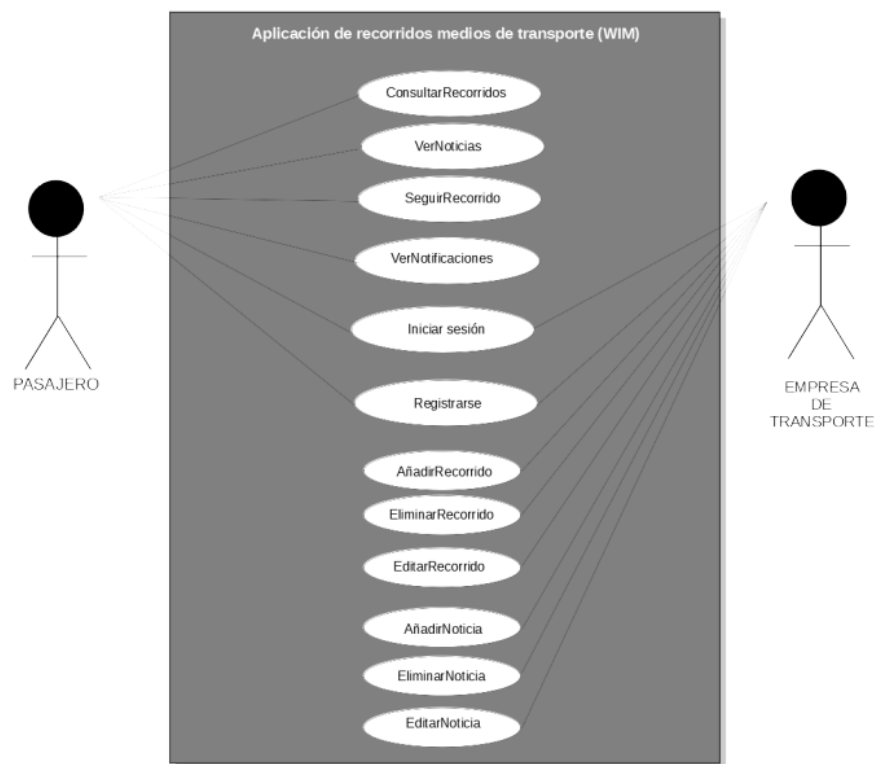 Aplicación de recorridos medios de transporte (WIM)
ConsultarRecorridos
VerNoticias
SeguirRecorrido
VerNotificaciones
Iniciar sesión
Registrarse
AñadirRecorrido
EliminarRecorrido
EditarRecorrido
AñadirNoticia
EliminarNoticia
EditarNoticia
PASAJERO
EMPRESA
DE
TRANSPORTE